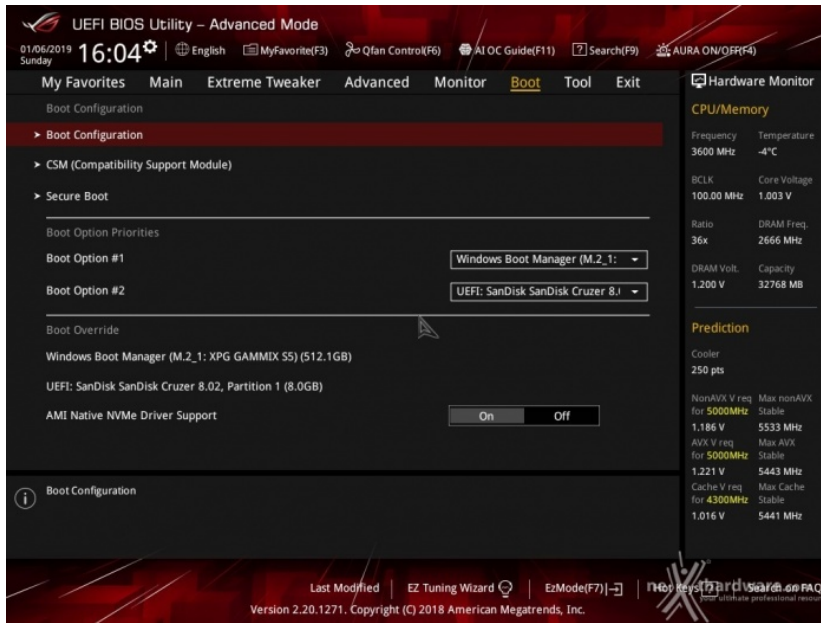 UEFI BIOS Utility – Advanced Mode
01/06/2019 Sunday 16:04 English MyFavorite(F3) Qfan Control(F6) AI OC Guide(F11) ? Search(F9) AURA ON/OFF(F4)
My Favorites Main Extreme Tweaker Advanced Monitor Boot Tool Exit
Boot Configuration
> Boot Configuration
> CSM (Compatibility Support Module)
> Secure Boot
Boot Option Priorities
Boot Option #1 Windows Boot Manager (M.2_1:
Boot Option #2 UEFI: SanDisk SanDisk Cruzer 8.
Boot Override
Windows Boot Manager (M.2_1: XPG GAMMIX S5) (512.1GB)
UEFI: SanDisk SanDisk Cruzer 8.02, Partition 1 (8.0GB)
AMI Native NVMe Driver Support On Off
i Boot Configuration
Hardware Monitor
CPU/Memory
Frequency Temperature
3600 MHz -4°C
BCLK Core Voltage
100.00 MHz 1.003 V
Ratio DRAM Freq.
36x 2666 MHz
DRAM Volt. Capacity
1.200 V 32768 MB
Prediction
Cooler
250 pts
NonAVX V req Max nonAVX
for 5000MHz Stable
1.186 V 5533 MHz
AVX V req Max AVX
for 5000MHz Stable
1.221 V 5443 MHz
Cache V req Max Cache
for 4300MHz Stable
1.016 V 5441 MHz
Last Modified EZ Tuning Wizard EzMode(F7) Hot Keys ? Search on FAQ
Version 2.20.1271. Copyright (C) 2018 American Megatrends, Inc.
your ultimate professional resour